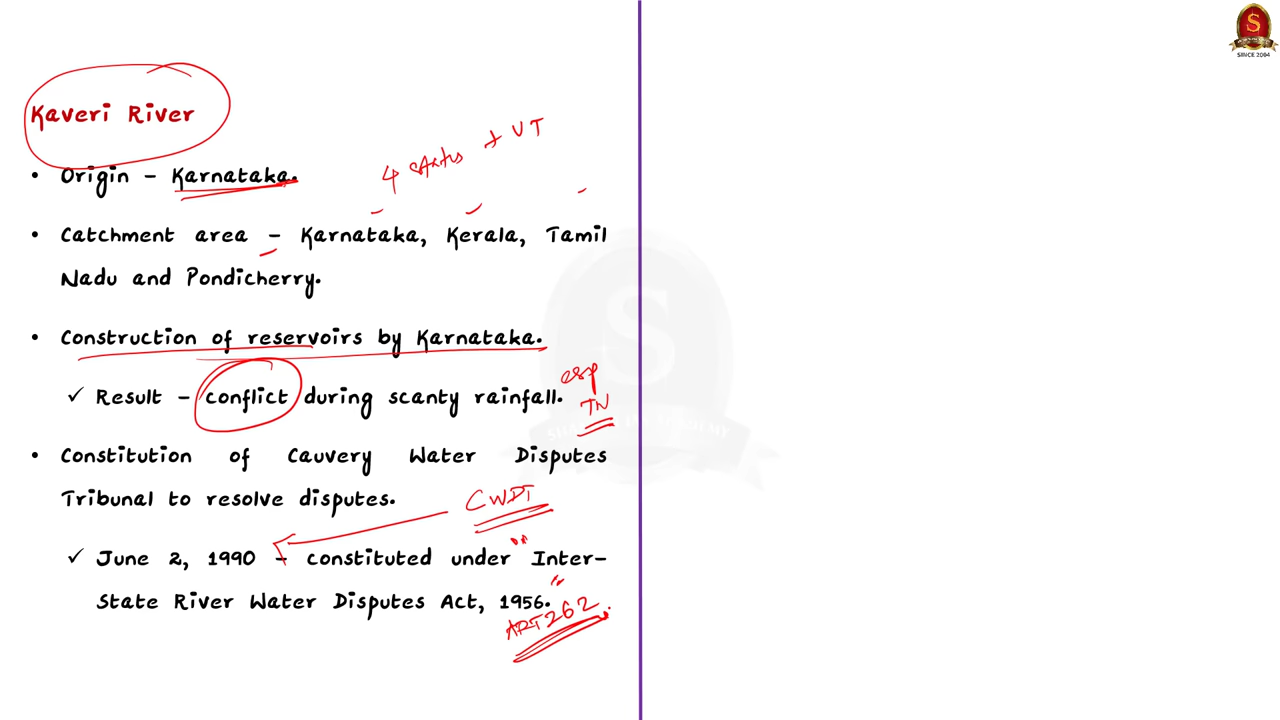 S
SINCE 2004
Kaveri River
4 states + UT
• Origin – Karnataka.
• Catchment area – Karnataka, Kerala, Tamil
Nadu and Pondicherry.
• Construction of reservoirs by Karnataka.
✓ Result – conflict during scanty rainfall.
esp
TN
• Constitution of Cauvery Water Disputes
Tribunal to resolve disputes.
CWDT
✓ June 2, 1990 – constituted under Inter-
State River Water Disputes Act, 1956.
ART 262